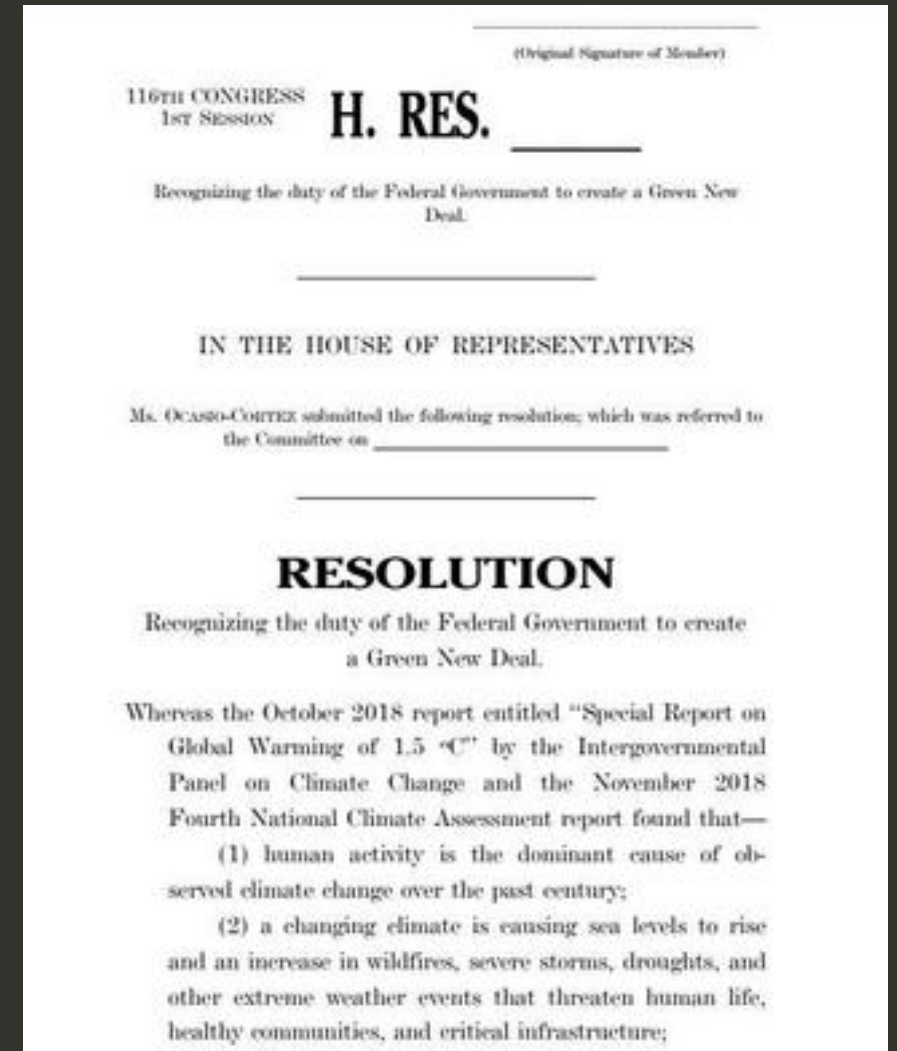 (Original Signature of Member)
116TH CONGRESS
1ST SESSION
H. RES.
Recognizing the duty of the Federal Government to create a Green New
Deal.
IN THE HOUSE OF REPRESENTATIVES
Ms. OCASIO-CORTEZ submitted the following resolution; which was referred to
the Committee on
RESOLUTION
Recognizing the duty of the Federal Government to create
a Green New Deal.
Whereas the October 2018 report entitled “Special Report on
Global Warming of 1.5 ºC” by the Intergovernmental
Panel on Climate Change and the November 2018
Fourth National Climate Assessment report found that—
(1) human activity is the dominant cause of ob-
served climate change over the past century;
(2) a changing climate is causing sea levels to rise
and an increase in wildfires, severe storms, droughts, and
other extreme weather events that threaten human life,
healthy communities, and critical infrastructure;